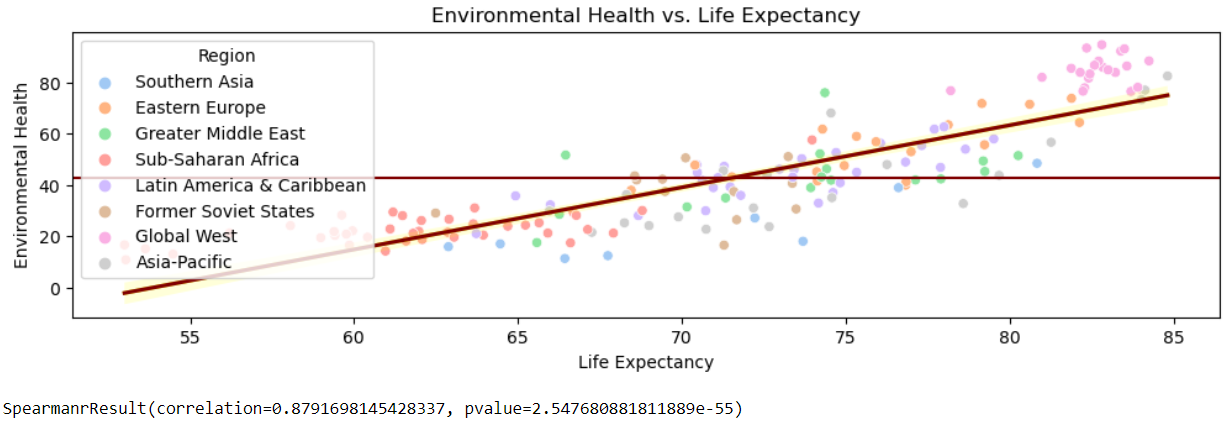 Environmental Health vs. Life Expectancy
Region
Southern Asia
Eastern Europe
Greater Middle East
Sub-Saharan Africa
Latin America & Caribbean
Former Soviet States
Global West
Asia-Pacific
Environmental Health
80
60
40
20
0
55
60
65
70
75
80
85
Life Expectancy
SpearmanrResult(correlation=0.8791698145428337, pvalue=2.547680881811889e-55)